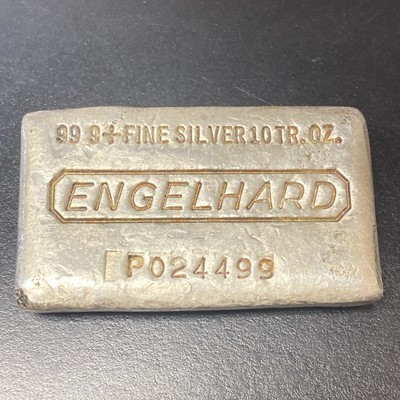 99 9+FINE SILVER 10 TR.OZ.
ENGELHARD
P024499